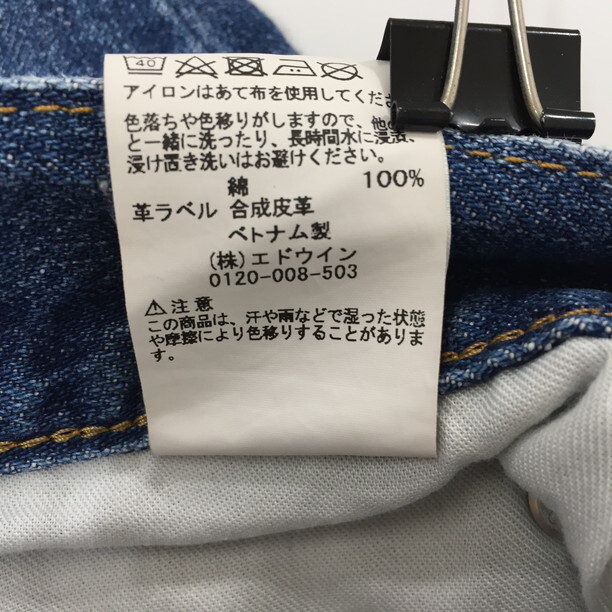 40
アイロンはあて布を使用してくださ
色落ちや色移りがしますので、他の
と一緒に洗ったり、長時間水に浸漬、
浸け置き洗いはお避けください。
綿 100%
革ラベル 合成皮革
ベトナム製
(株)エドウイン
0120-008-503
⚠注意
この商品は、汗や雨などで湿った状態
や摩擦により色移りすることがありま
す。